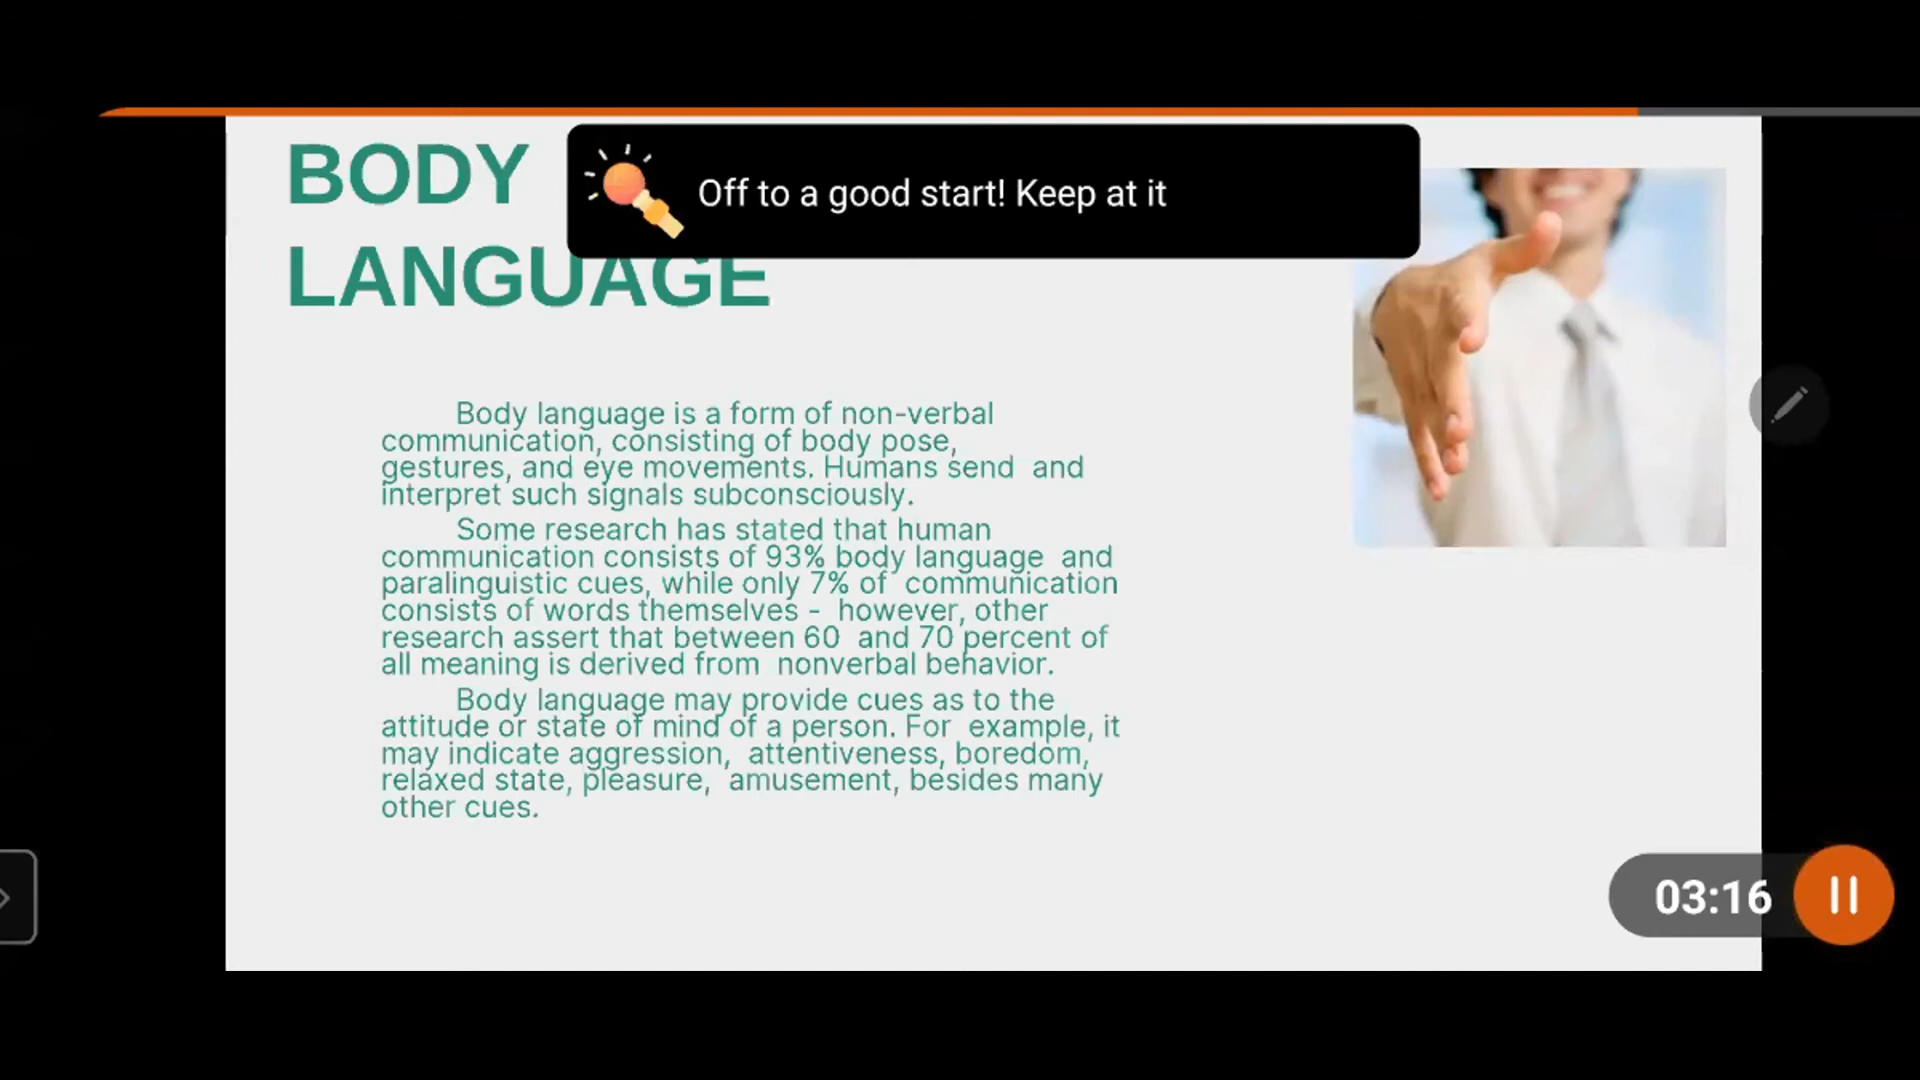 BODY
LANGUAGE
Off to a good start! Keep at it
Body language is a form of non-verbal
communication, consisting of body pose,
gestures, and eye movements. Humans send and
interpret such signals subconsciously.
Some research has stated that human
communication consists of 93% body language and
paralinguistic cues, while only 7% of communication
consists of words themselves - however, other
research assert that between 60 and 70 percent of
all meaning is derived from nonverbal behavior.
Body language may provide cues as to the
attitude or state of mind of a person. For example, it
may indicate aggression, attentiveness, boredom,
relaxed state, pleasure, amusement, besides many
other cues.
03:16